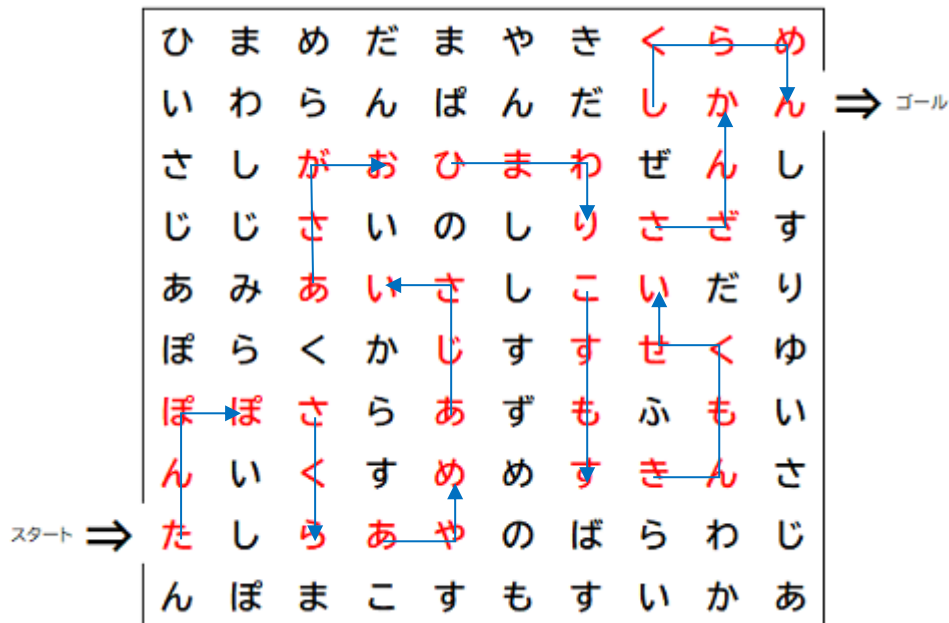 ひ ま め だ ま や き く ら め
い わ ら ん ぱ ん だ し か ん ⇒ ゴール
さ し が お ひ ま わ ぜ ん し
じ じ さ い の し り さ ざ す
あ み あ い さ し こ い だ り
ぽ ら く か じ す す せ く ゆ
ぽ ぽ さ ら あ ず も ふ も い
ん い く す め め す き ん さ
スタート ⇒ た し ら あ や の ば ら わ じ
ん ぽ ま こ す も す い か あ